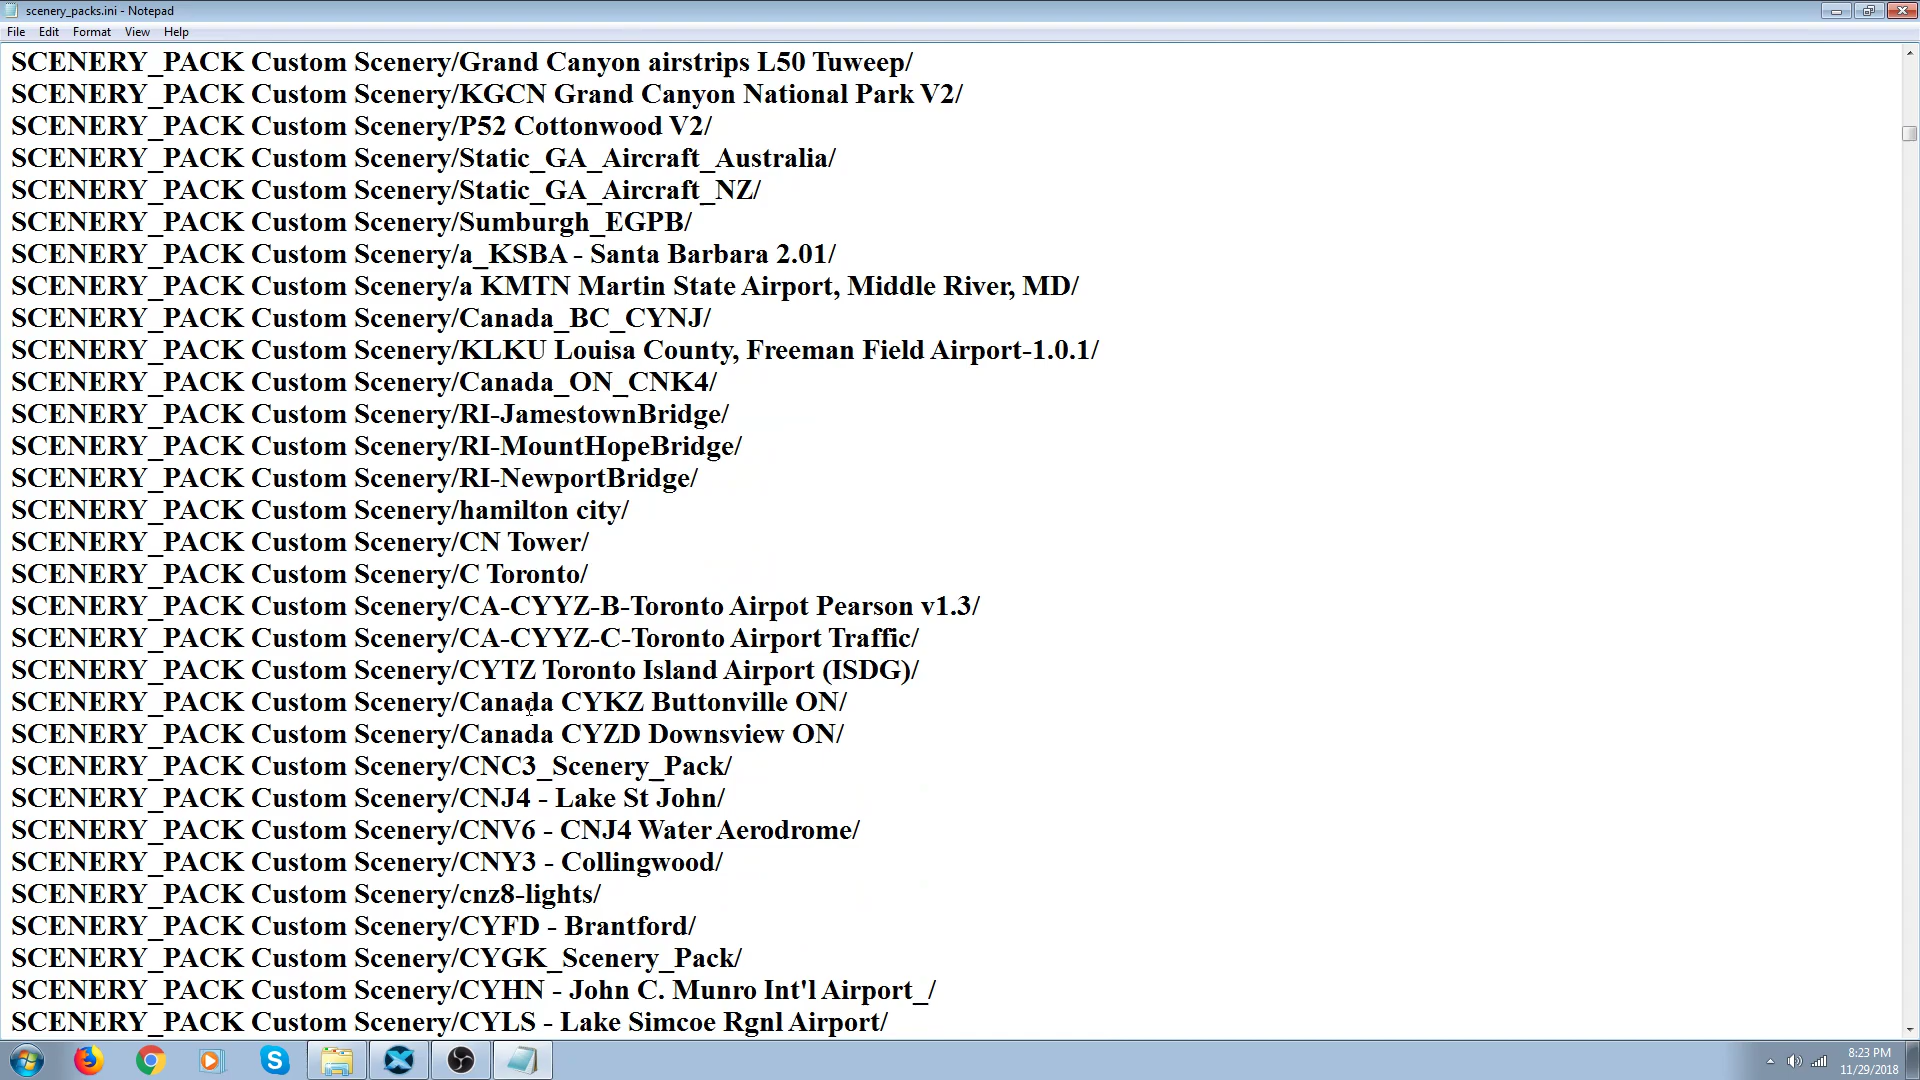 scenery_packs.ini - Notepad
File Edit Format View Help
SCENERY_PACK Custom Scenery/Grand Canyon airstrips L50 Tuweep/
SCENERY_PACK Custom Scenery/KGCN Grand Canyon National Park V2/
SCENERY_PACK Custom Scenery/P52 Cottonwood V2/
SCENERY_PACK Custom Scenery/Static_GA_Aircraft_Australia/
SCENERY_PACK Custom Scenery/Static_GA_Aircraft_NZ/
SCENERY_PACK Custom Scenery/Sumburgh_EGPB/
SCENERY_PACK Custom Scenery/a_KSBA - Santa Barbara 2.01/
SCENERY_PACK Custom Scenery/a KMTN Martin State Airport, Middle River, MD/
SCENERY_PACK Custom Scenery/Canada_BC_CYNJ/
SCENERY_PACK Custom Scenery/KLKU Louisa County, Freeman Field Airport-1.0.1/
SCENERY_PACK Custom Scenery/Canada_ON_CNK4/
SCENERY_PACK Custom Scenery/RI-JamestownBridge/
SCENERY_PACK Custom Scenery/RI-MountHopeBridge/
SCENERY_PACK Custom Scenery/RI-NewportBridge/
SCENERY_PACK Custom Scenery/hamilton city/
SCENERY_PACK Custom Scenery/CN Tower/
SCENERY_PACK Custom Scenery/C Toronto/
SCENERY_PACK Custom Scenery/CA-CYYZ-B-Toronto Airpot Pearson v1.3/
SCENERY_PACK Custom Scenery/CA-CYYZ-C-Toronto Airport Traffic/
SCENERY_PACK Custom Scenery/CYTZ Toronto Island Airport (ISDG)/
SCENERY_PACK Custom Scenery/Canada CYKZ Buttonville ON/
SCENERY_PACK Custom Scenery/Canada CYZD Downsview ON/
SCENERY_PACK Custom Scenery/CNC3_Scenery_Pack/
SCENERY_PACK Custom Scenery/CNJ4 - Lake St John/
SCENERY_PACK Custom Scenery/CNV6 - CNJ4 Water Aerodrome/
SCENERY_PACK Custom Scenery/CNY3 - Collingwood/
SCENERY_PACK Custom Scenery/cnz8-lights/
SCENERY_PACK Custom Scenery/CYFD - Brantford/
SCENERY_PACK Custom Scenery/CYGK_Scenery_Pack/
SCENERY_PACK Custom Scenery/CYHN - John C. Munro Int'l Airport_/
SCENERY_PACK Custom Scenery/CYLS - Lake Simcoe Rgnl Airport/
8:23 PM
11/29/2018